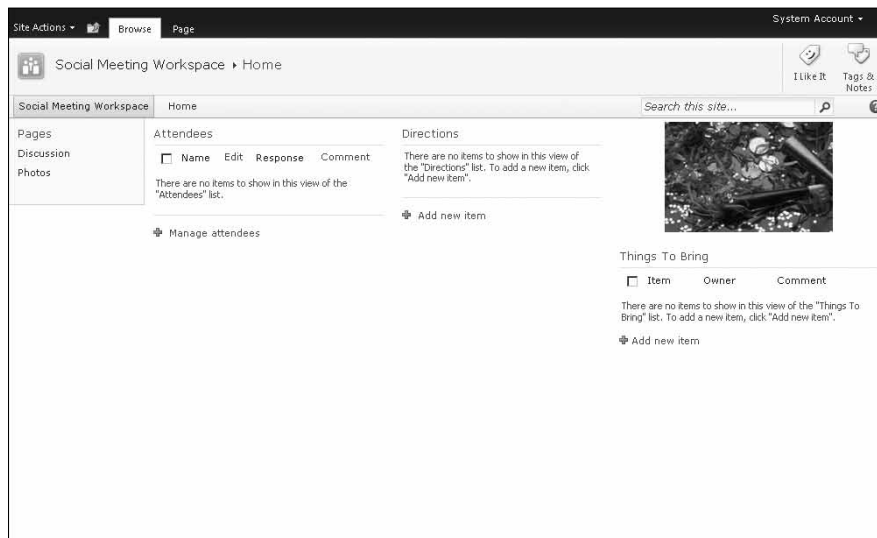 System Account
Site Actions
Browse
Page
Social Meeting Workspace ▸ Home
I Like It
Tags &
Notes
Social Meeting Workspace
Home
Search this site...
Pages
Discussion
Photos
Attendees
Name Edit Response Comment
There are no items to show in this view of the
"Attendees" list.
Manage attendees
Directions
There are no items to show in this view of
the "Directions" list. To add a new item, click
"Add new item".
Add new item
Things To Bring
Item Owner Comment
There are no items to show in this view of the "Things To
Bring" list. To add a new item, click "Add new item".
Add new item